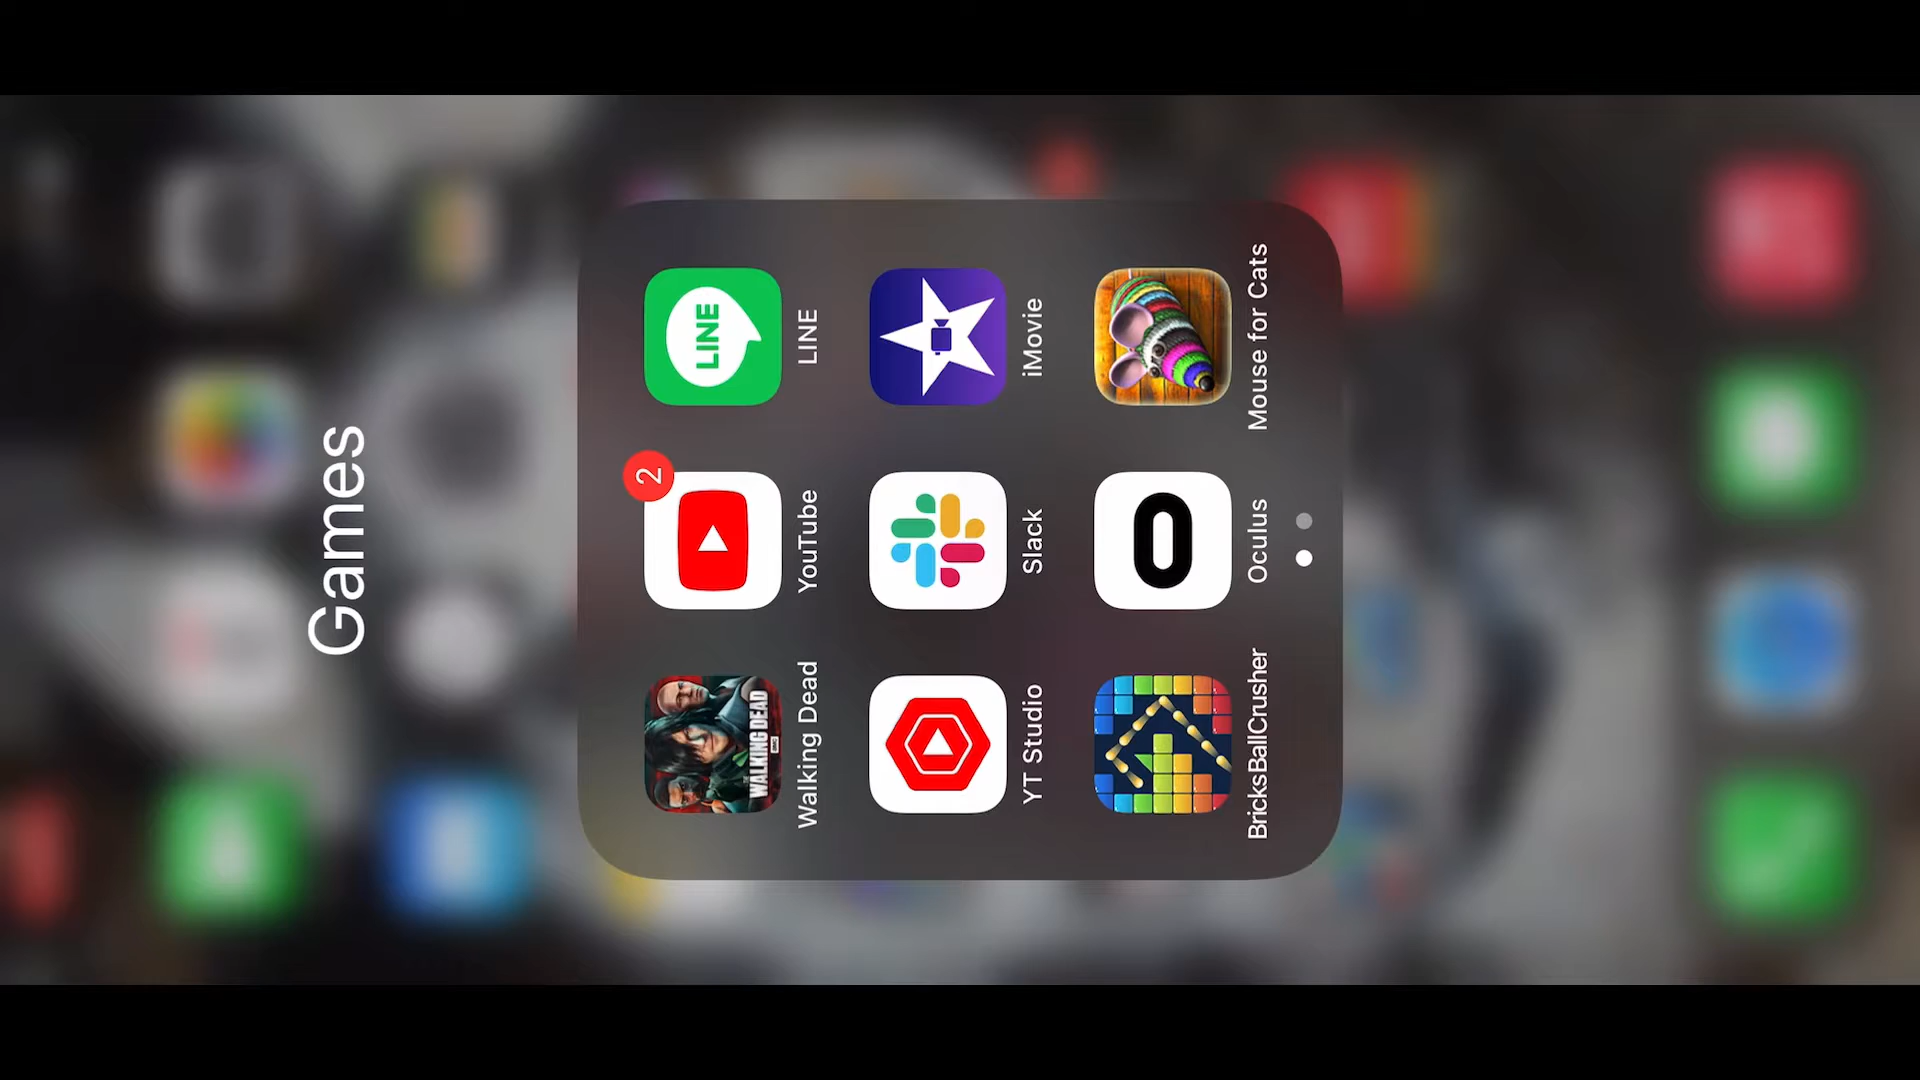 Games
WALKING DEAD
2
LINE
Walking Dead
YouTube
LINE
YT Studio
Slack
iMovie
BricksBallCrusher
Oculus
Mouse for Cats